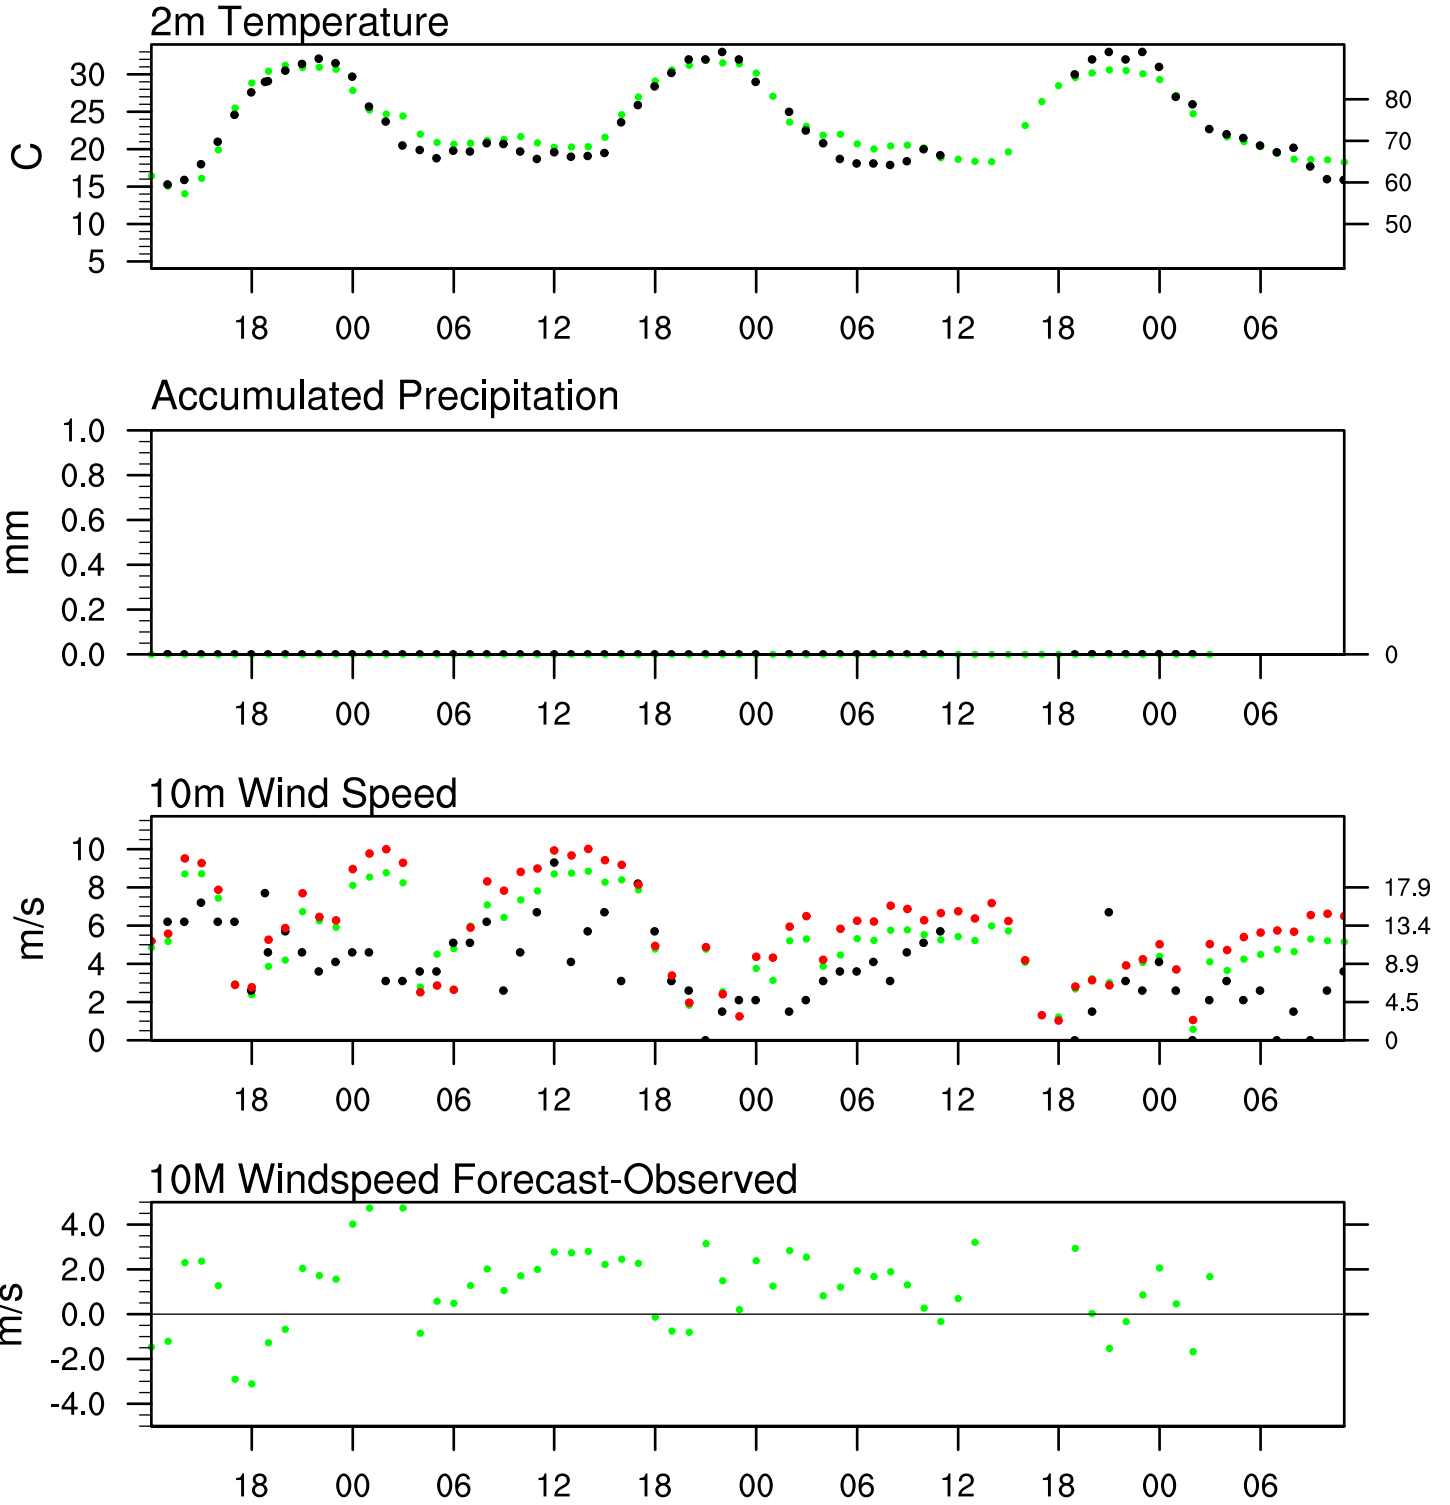 2m Temperature
30
25
20
15
10
5
C
80
70
60
50
18 00 06 12 18 00 06 12 18 00 06
Accumulated Precipitation
1.0
0.8
0.6
0.4
0.2
0.0
mm
0
18 00 06 12 18 00 06 12 18 00 06
10m Wind Speed
10
8
6
4
2
0
m/s
17.9
13.4
8.9
4.5
0
18 00 06 12 18 00 06 12 18 00 06
10M Windspeed Forecast-Observed
4.0
2.0
0.0
-2.0
-4.0
m/s
18 00 06 12 18 00 06 12 18 00 06